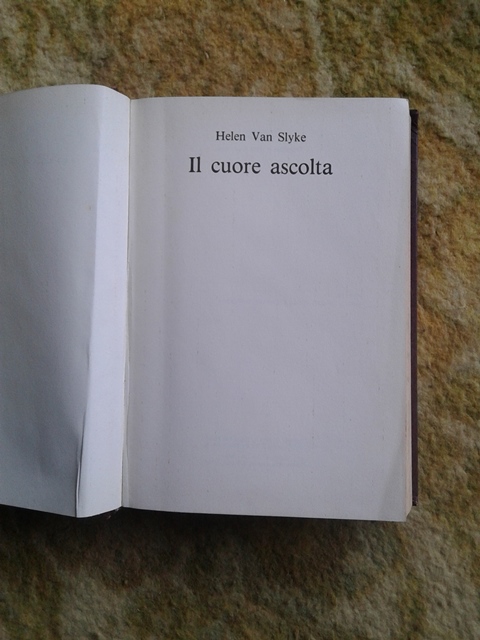 Helen Van Slyke
Il cuore ascolta